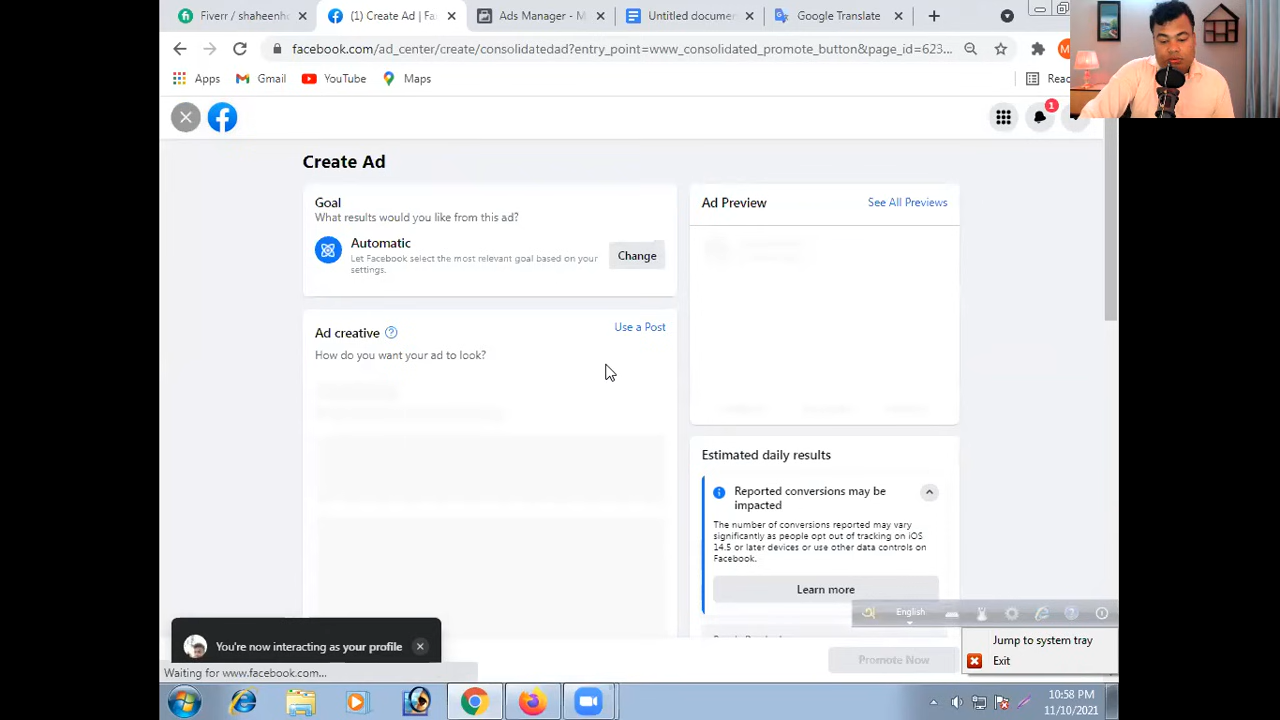 Fiverr / shaheenho
(1) Create Ad | Fa
Ads Manager - M
Untitled documen
Google Translate
facebook.com/ad_center/create/consolidatedad?entry_point=www_consolidated_promote_button&page_id=623...
Apps
Gmail
YouTube
Maps
Reac
1
Create Ad
Goal
What results would you like from this ad?
Automatic
Let Facebook select the most relevant goal based on your
settings.
Change
Ad creative
Use a Post
How do you want your ad to look?
Ad Preview
See All Previews
Estimated daily results
Reported conversions may be
impacted
The number of conversions reported may vary
significantly as people opt out of tracking on iOS
14.5 or later devices or use other data controls on
Facebook.
Learn more
English
Jump to system tray
Exit
Promote Now
You're now interacting as your profile
Waiting for www.facebook.com...
10:58 PM
11/10/2021